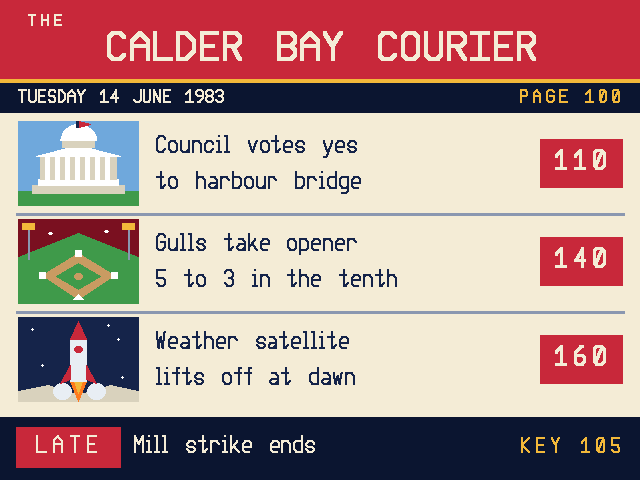 THE
CALDER BAY COURIER
TUESDAY 14 JUNE 1983
PAGE 100
Council votes yes
to harbour bridge
110
Gulls take opener
5 to 3 in the tenth
140
Weather satellite
lifts off at dawn
160
LATE
Mill strike ends
KEY 105